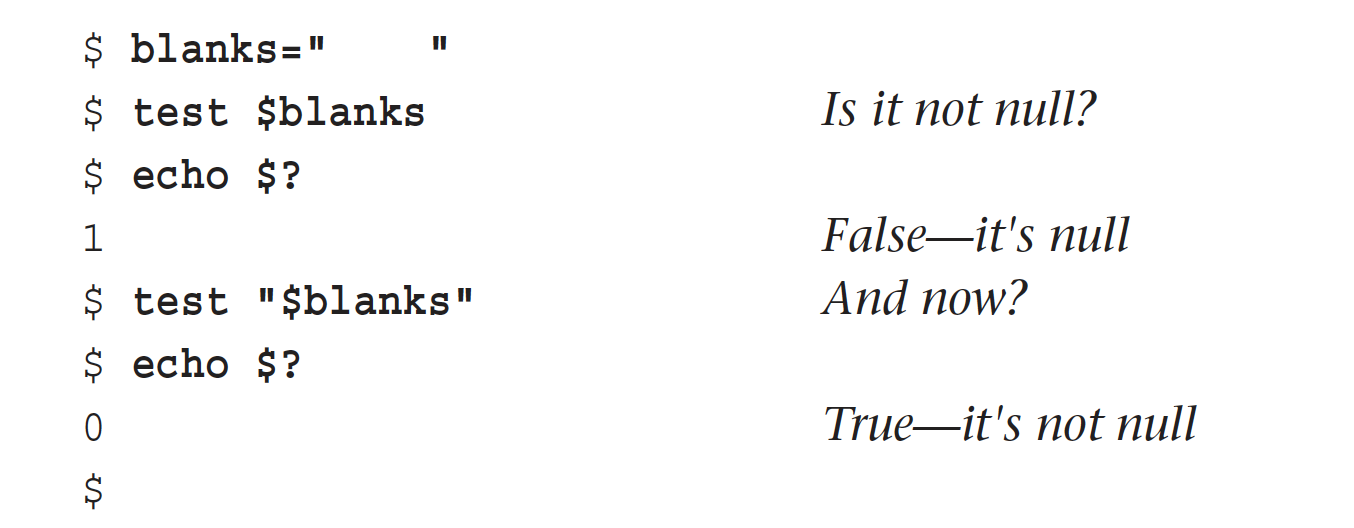 $ blanks="    "
$ test $blanks Is it not null?
$ echo $?
1 False—it's null
$ test "$blanks" And now?
$ echo $?
0 True—it's not null
$